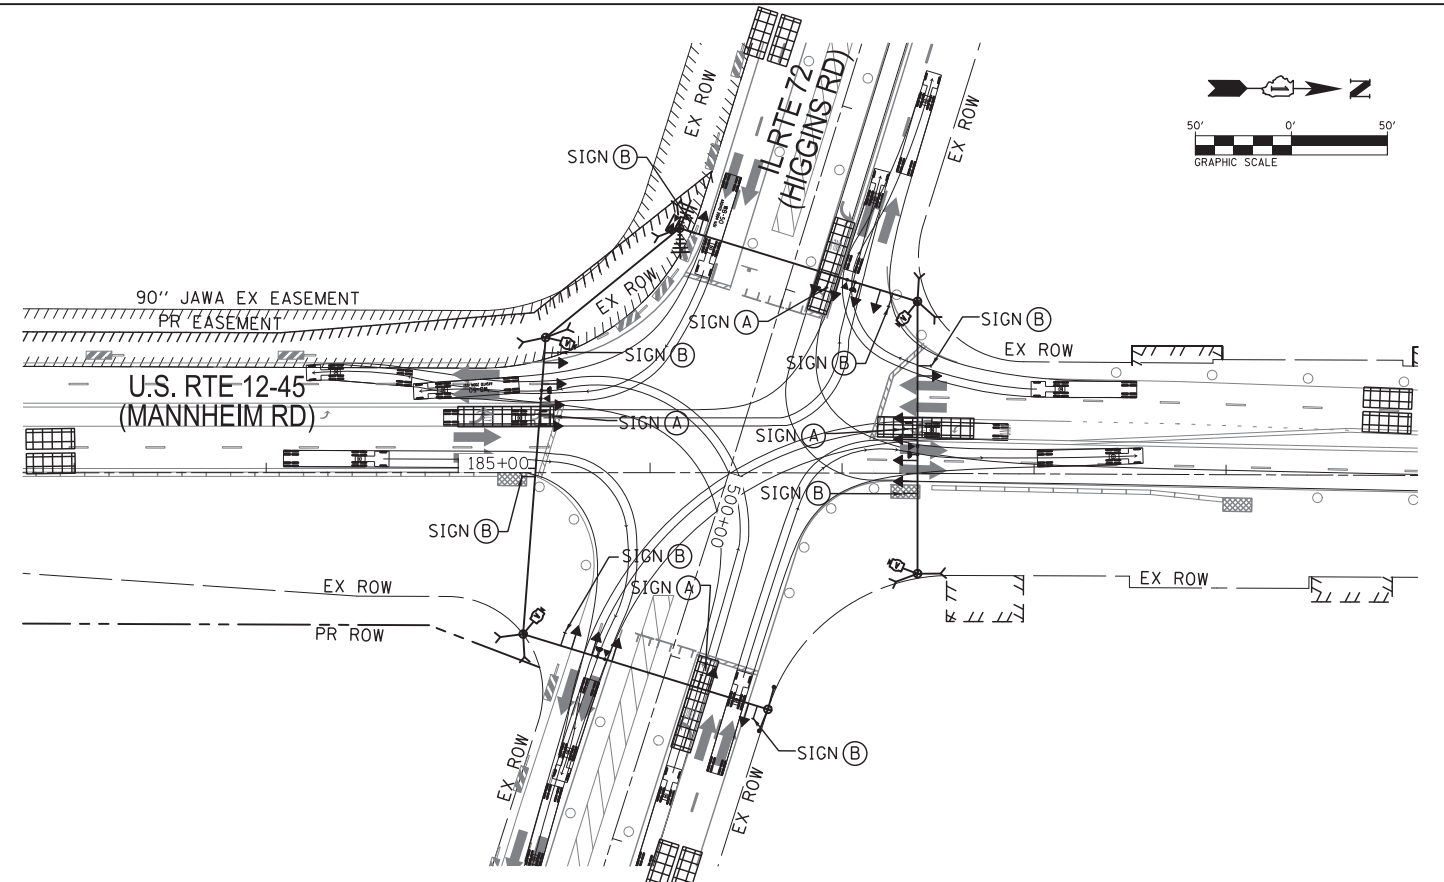 EX ROW
IL RTE 72
(HIGGINS RD)
EX ROW
N
50' 0' 50'
GRAPHIC SCALE
SIGN B
90" JAWA EX EASEMENT
PR EASEMENT
EX ROW
SIGN A
SIGN B
SIGN B
EX ROW
SIGN B
U.S. RTE 12-45
(MANNHEIM RD)
SIGN A
SIGN A
185+00
500+00
SIGN B
SIGN B
SIGN B
SIGN A
EX ROW
EX ROW
PR ROW
EX ROW
EX ROW
SIGN B